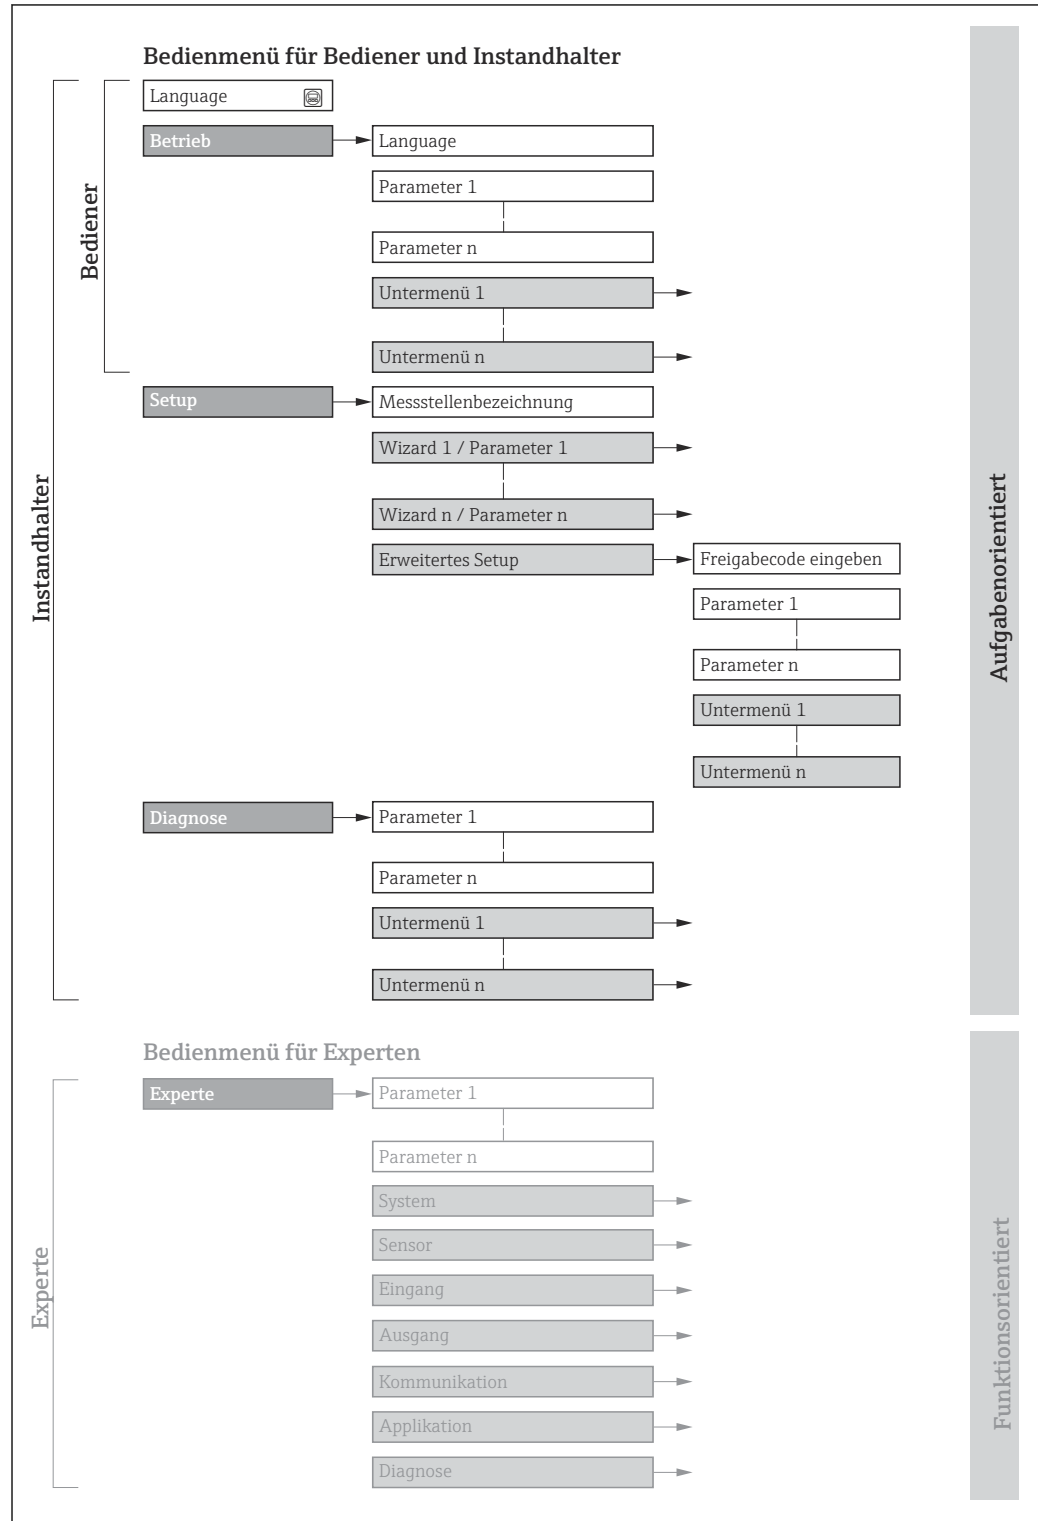 Bedienmenü für Bediener und Instandhalter
Language
Betrieb
Language
Parameter 1
Parameter n
Untermenü 1
Untermenü n
Bediener
Setup
Messstellenbezeichnung
Wizard 1 / Parameter 1
Wizard n / Parameter n
Erweitertes Setup
Freigabecode eingeben
Parameter 1
Parameter n
Untermenü 1
Untermenü n
Diagnose
Parameter 1
Parameter n
Untermenü 1
Untermenü n
Instandhalter
Aufgabenorientiert
Bedienmenü für Experten
Experte
Parameter 1
Parameter n
System
Sensor
Eingang
Ausgang
Kommunikation
Applikation
Diagnose
Experte
Funktionsorientiert